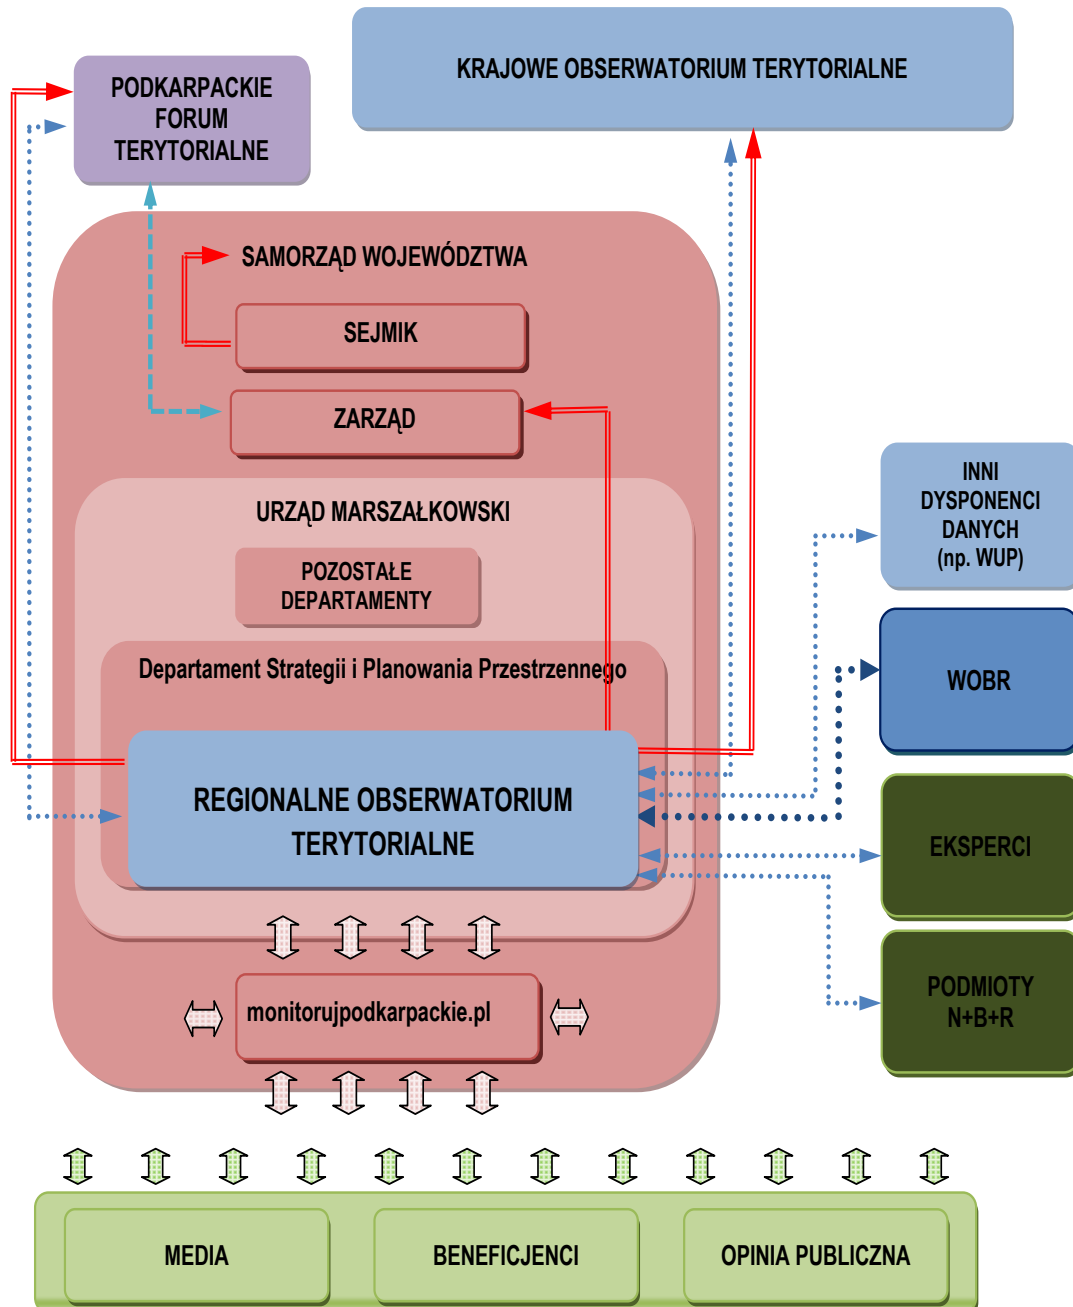 KRAJOWE OBSERWATORIUM TERYTORIALNE
PODKARPACKIE
FORUM
TERYTORIALNE
SAMORZĄD WOJEWÓDZTWA
SEJMIK
ZARZĄD
URZĄD MARSZAŁKOWSKI
POZOSTAŁE
DEPARTAMENTY
Departament Strategii i Planowania Przestrzennego
REGIONALNE OBSERWATORIUM
TERYTORIALNE
INNI
DYSPONENCI
DANYCH
(np. WUP)
WOBR
EKSPERCI
PODMIOTY
N+B+R
monitorujpodkarpackie.pl
MEDIA
BENEFICJENCI
OPINIA PUBLICZNA